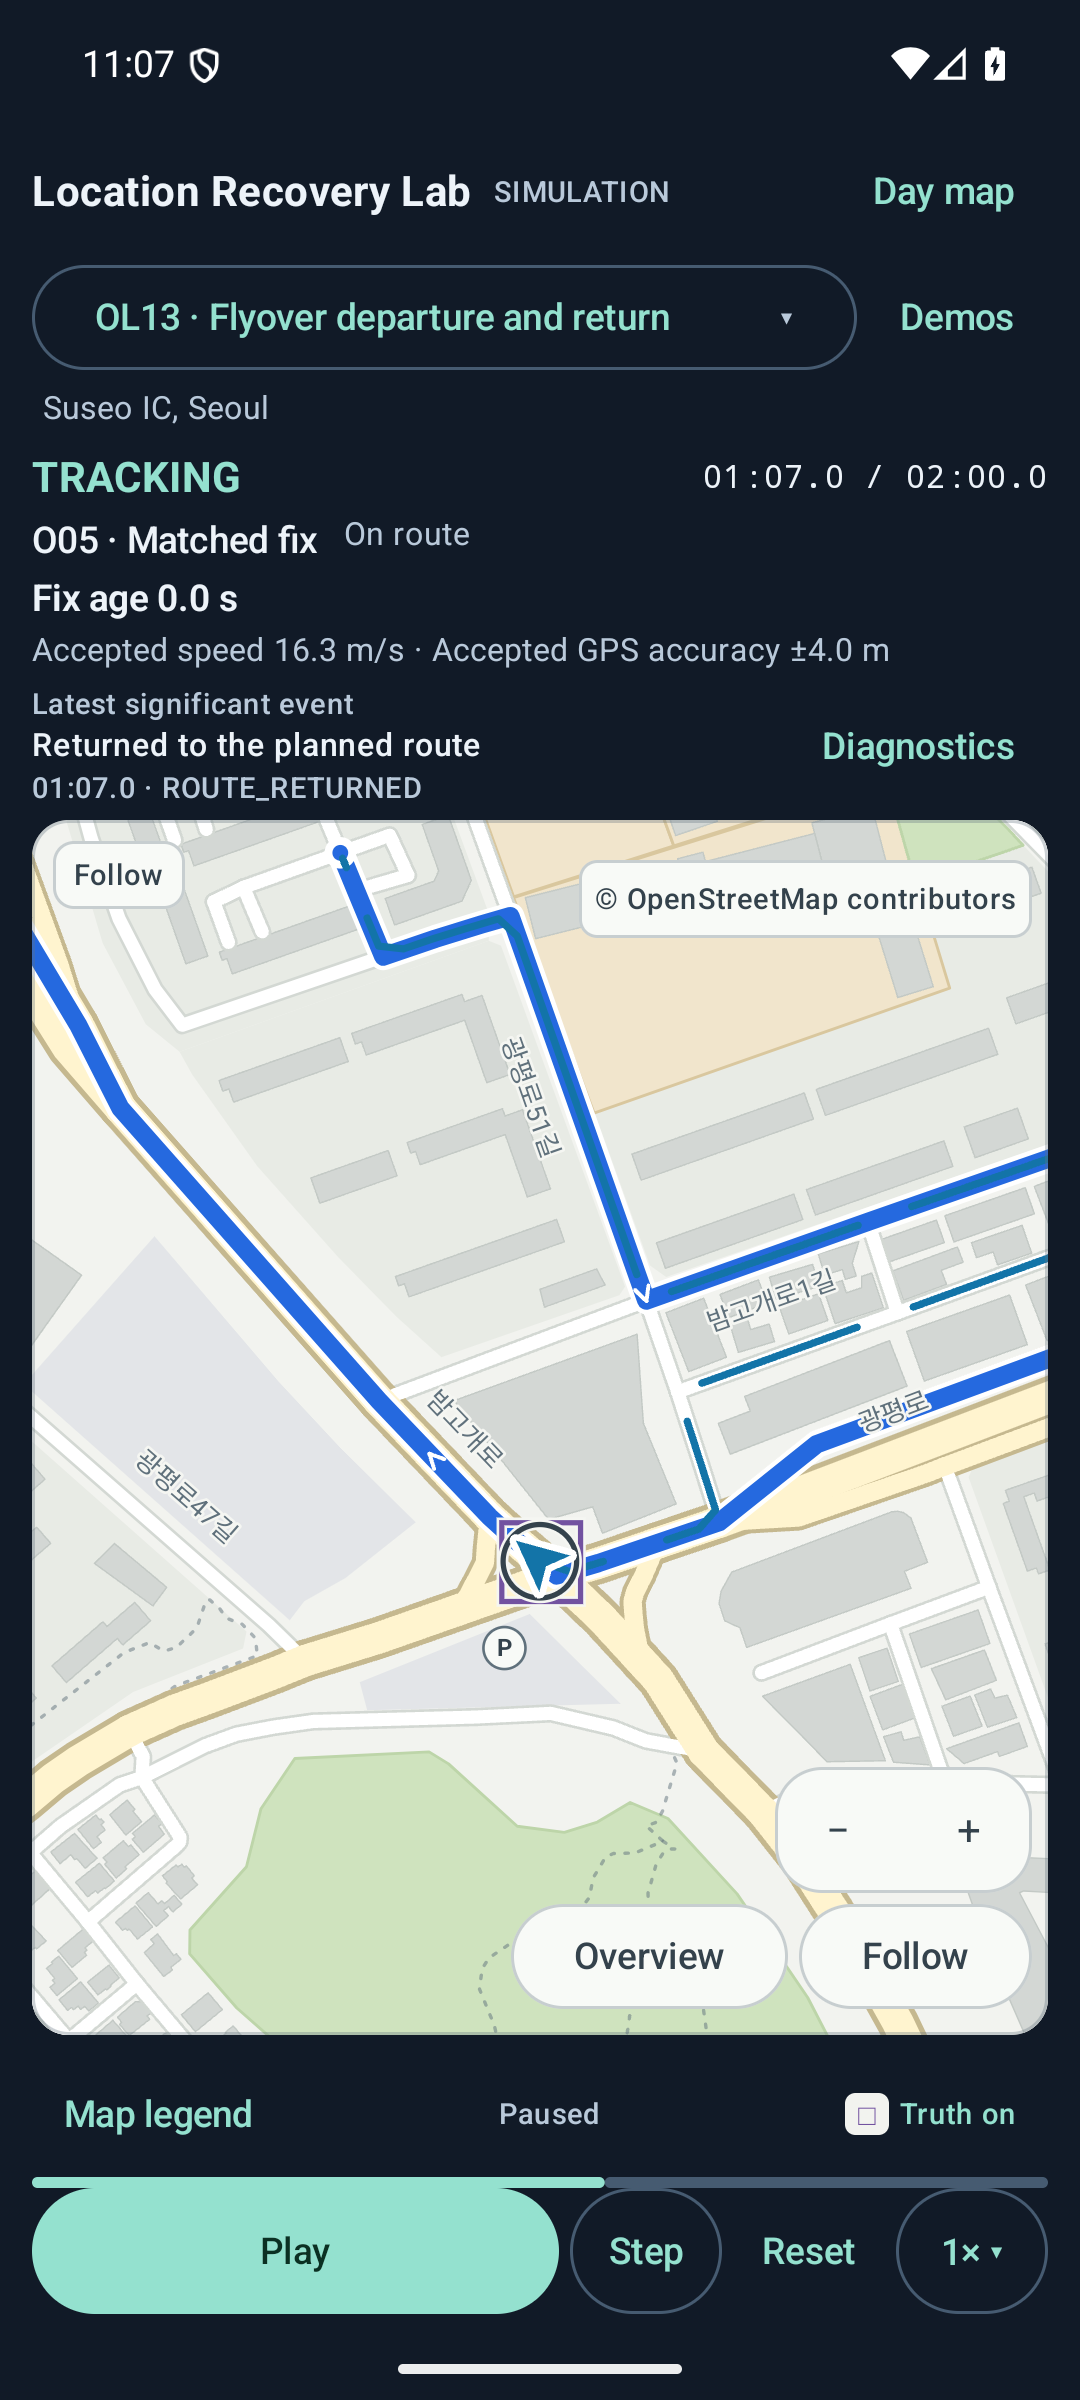 11:07
Location Recovery Lab SIMULATION Day map
OL13 · Flyover departure and return ▾ Demos
Suseo IC, Seoul
TRACKING 01:07.0 / 02:00.0
O05 · Matched fix On route
Fix age 0.0 s
Accepted speed 16.3 m/s · Accepted GPS accuracy ±4.0 m
Latest significant event
Returned to the planned route Diagnostics
01:07.0 · ROUTE_RETURNED
Follow
© OpenStreetMap contributors
광평로51길
밤고개로1길
광평로
밤고개로
광평로47길
P
− +
Overview Follow
Map legend Paused Truth on
Play Step Reset 1× ▾